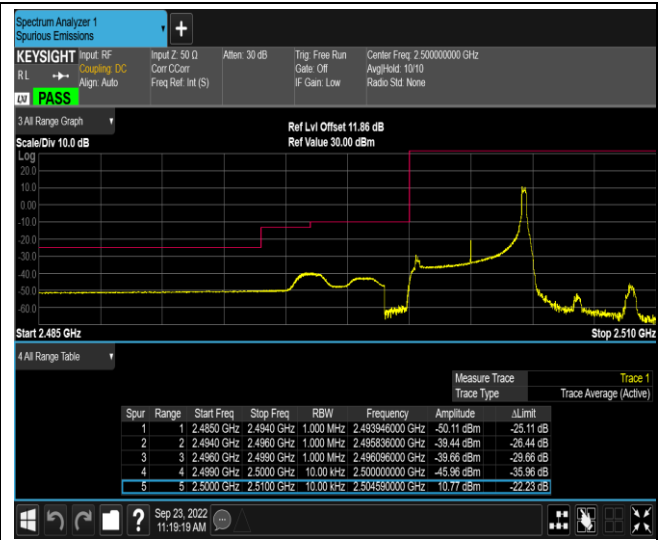 Spectrum Analyzer 1
Spurious Emissions
+
KEYSIGHT Input: RF Input Z: 50 Ω Atten: 30 dB Trig: Free Run Center Freq: 2.500000000 GHz
RL Coupling: DC Corr CCorr Gate: Off Avg|Hold: 10/10
Align: Auto Freq Ref: Int (S) IF Gain: Low Radio Std: None
LXI PASS
3 All Range Graph
Ref Lvl Offset 11.86 dB
Scale/Div 10.0 dB Ref Value 30.00 dBm
Log
20.0
10.0
0.00
-10.0
-20.0
-30.0
-40.0
-50.0
-60.0
Start 2.485 GHz Stop 2.510 GHz
4 All Range Table
Measure Trace Trace 1
Trace Type Trace Average (Active)
Spur Range Start Freq Stop Freq RBW Frequency Amplitude ΔLimit
1 1 2.4850 GHz 2.4940 GHz 1.000 MHz 2.493946000 GHz -50.11 dBm -25.11 dB
2 2 2.4940 GHz 2.4960 GHz 1.000 MHz 2.495836000 GHz -39.44 dBm -26.44 dB
3 3 2.4960 GHz 2.4990 GHz 1.000 MHz 2.496096000 GHz -39.66 dBm -29.66 dB
4 4 2.4990 GHz 2.5000 GHz 10.00 kHz 2.500000000 GHz -45.96 dBm -35.96 dB
5 5 2.5000 GHz 2.5100 GHz 10.00 kHz 2.504590000 GHz 10.77 dBm -22.23 dB
? Sep 23, 2022
11:19:19 AM